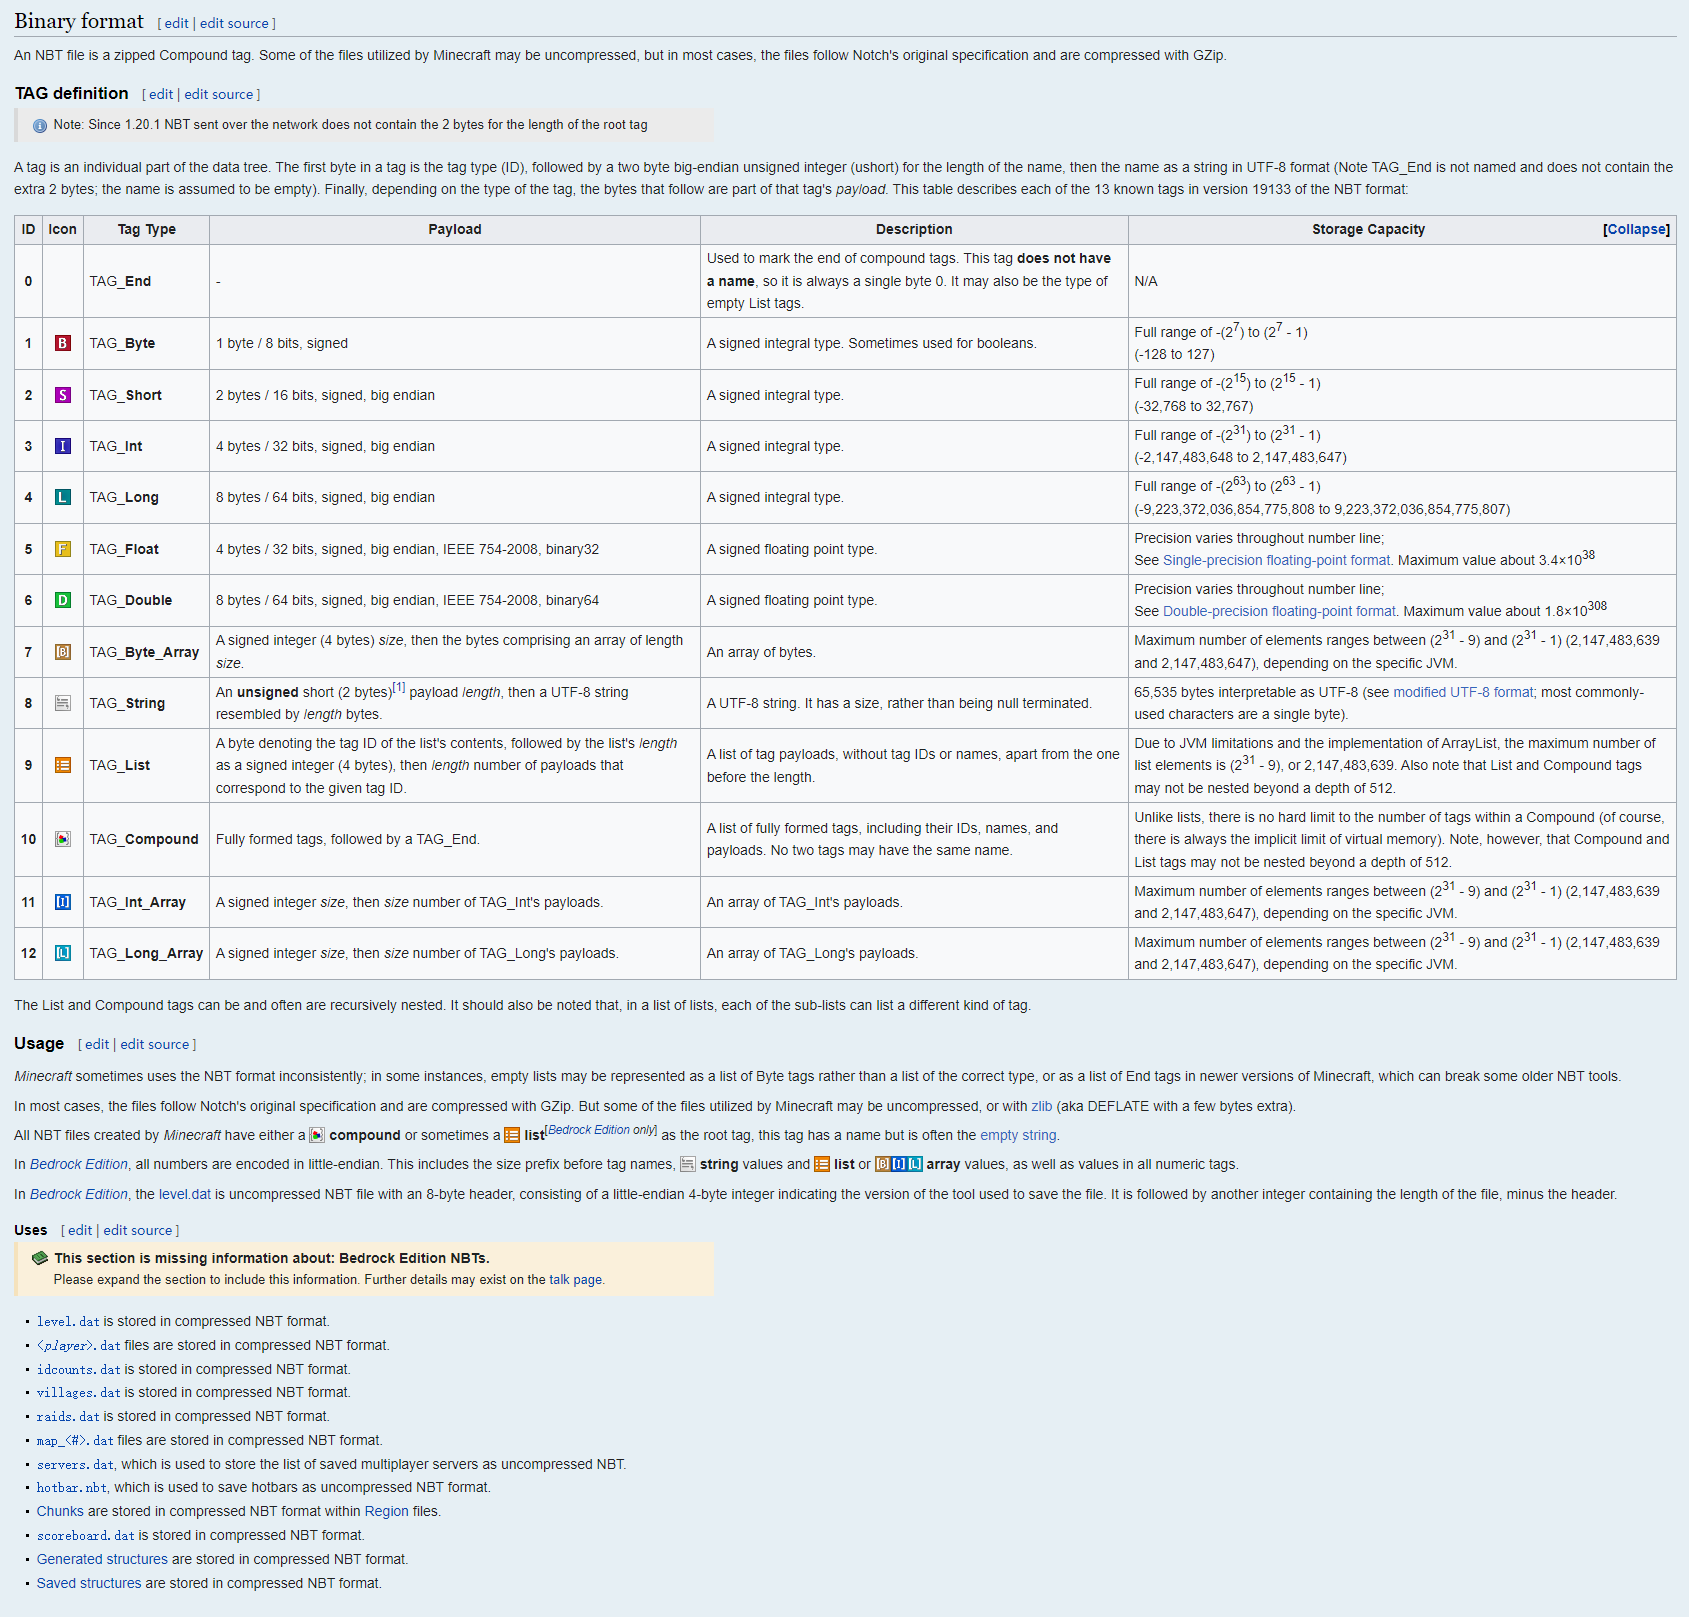 Binary format [ edit | edit source ]
An NBT file is a zipped Compound tag. Some of the files utilized by Minecraft may be uncompressed, but in most cases, the files follow Notch's original specification and are compressed with GZip.
TAG definition [ edit | edit source ]
Note: Since 1.20.1 NBT sent over the network does not contain the 2 bytes for the length of the root tag
A tag is an individual part of the data tree. The first byte in a tag is the tag type (ID), followed by a two byte big-endian unsigned integer (ushort) for the length of the name, then the name as a string in UTF-8 format (Note TAG_End is not named and does not contain the
extra 2 bytes; the name is assumed to be empty). Finally, depending on the type of the tag, the bytes that follow are part of that tag's payload. This table describes each of the 13 known tags in version 19133 of the NBT format:
ID Icon Tag Type Payload Description Storage Capacity [Collapse]
0 TAG_End - Used to mark the end of compound tags. This tag does not have
a name, so it is always a single byte 0. It may also be the type of
empty List tags. N/A
1 B TAG_Byte 1 byte / 8 bits, signed A signed integral type. Sometimes used for booleans. Full range of -(2^7) to (2^7 - 1)
(-128 to 127)
2 S TAG_Short 2 bytes / 16 bits, signed, big endian A signed integral type. Full range of -(2^15) to (2^15 - 1)
(-32,768 to 32,767)
3 I TAG_Int 4 bytes / 32 bits, signed, big endian A signed integral type. Full range of -(2^31) to (2^31 - 1)
(-2,147,483,648 to 2,147,483,647)
4 L TAG_Long 8 bytes / 64 bits, signed, big endian A signed integral type. Full range of -(2^63) to (2^63 - 1)
(-9,223,372,036,854,775,808 to 9,223,372,036,854,775,807)
5 F TAG_Float 4 bytes / 32 bits, signed, big endian, IEEE 754-2008, binary32 A signed floating point type. Precision varies throughout number line;
See Single-precision floating-point format. Maximum value about 3.4×10^38
6 D TAG_Double 8 bytes / 64 bits, signed, big endian, IEEE 754-2008, binary64 A signed floating point type. Precision varies throughout number line;
See Double-precision floating-point format. Maximum value about 1.8×10^308
7 [B] TAG_Byte_Array A signed integer (4 bytes) size, then the bytes comprising an array of length
size. An array of bytes. Maximum number of elements ranges between (2^31 - 9) and (2^31 - 1) (2,147,483,639
and 2,147,483,647), depending on the specific JVM.
8 TAG_String An unsigned short (2 bytes)[1] payload length, then a UTF-8 string
resembled by length bytes. A UTF-8 string. It has a size, rather than being null terminated. 65,535 bytes interpretable as UTF-8 (see modified UTF-8 format; most commonly-
used characters are a single byte).
9 TAG_List A byte denoting the tag ID of the list's contents, followed by the list's length
as a signed integer (4 bytes), then length number of payloads that
correspond to the given tag ID. A list of tag payloads, without tag IDs or names, apart from the one
before the length. Due to JVM limitations and the implementation of ArrayList, the maximum number of
list elements is (2^31 - 9), or 2,147,483,639. Also note that List and Compound tags
may not be nested beyond a depth of 512.
10 TAG_Compound Fully formed tags, followed by a TAG_End. A list of fully formed tags, including their IDs, names, and
payloads. No two tags may have the same name. Unlike lists, there is no hard limit to the number of tags within a Compound (of course,
there is always the implicit limit of virtual memory). Note, however, that Compound and
List tags may not be nested beyond a depth of 512.
11 [I] TAG_Int_Array A signed integer size, then size number of TAG_Int's payloads. An array of TAG_Int's payloads. Maximum number of elements ranges between (2^31 - 9) and (2^31 - 1) (2,147,483,639
and 2,147,483,647), depending on the specific JVM.
12 [L] TAG_Long_Array A signed integer size, then size number of TAG_Long's payloads. An array of TAG_Long's payloads. Maximum number of elements ranges between (2^31 - 9) and (2^31 - 1) (2,147,483,639
and 2,147,483,647), depending on the specific JVM.
The List and Compound tags can be and often are recursively nested. It should also be noted that, in a list of lists, each of the sub-lists can list a different kind of tag.
Usage [ edit | edit source ]
Minecraft sometimes uses the NBT format inconsistently; in some instances, empty lists may be represented as a list of Byte tags rather than a list of the correct type, or as a list of End tags in newer versions of Minecraft, which can break some older NBT tools.
In most cases, the files follow Notch's original specification and are compressed with GZip. But some of the files utilized by Minecraft may be uncompressed, or with zlib (aka DEFLATE with a few bytes extra).
All NBT files created by Minecraft have either a compound or sometimes a list[Bedrock Edition only] as the root tag, this tag has a name but is often the empty string.
In Bedrock Edition, all numbers are encoded in little-endian. This includes the size prefix before tag names, string values and list or [B][I][L] array values, as well as values in all numeric tags.
In Bedrock Edition, the level.dat is uncompressed NBT file with an 8-byte header, consisting of a little-endian 4-byte integer indicating the version of the tool used to save the file. It is followed by another integer containing the length of the file, minus the header.
Uses [ edit | edit source ]
This section is missing information about: Bedrock Edition NBTs.
Please expand the section to include this information. Further details may exist on the talk page.
• level.dat is stored in compressed NBT format.
• <player>.dat files are stored in compressed NBT format.
• idcounts.dat is stored in compressed NBT format.
• villages.dat is stored in compressed NBT format.
• raids.dat is stored in compressed NBT format.
• map_<#>.dat files are stored in compressed NBT format.
• servers.dat, which is used to store the list of saved multiplayer servers as uncompressed NBT.
• hotbar.nbt, which is used to save hotbars as uncompressed NBT format.
• Chunks are stored in compressed NBT format within Region files.
• scoreboard.dat is stored in compressed NBT format.
• Generated structures are stored in compressed NBT format.
• Saved structures are stored in compressed NBT format.